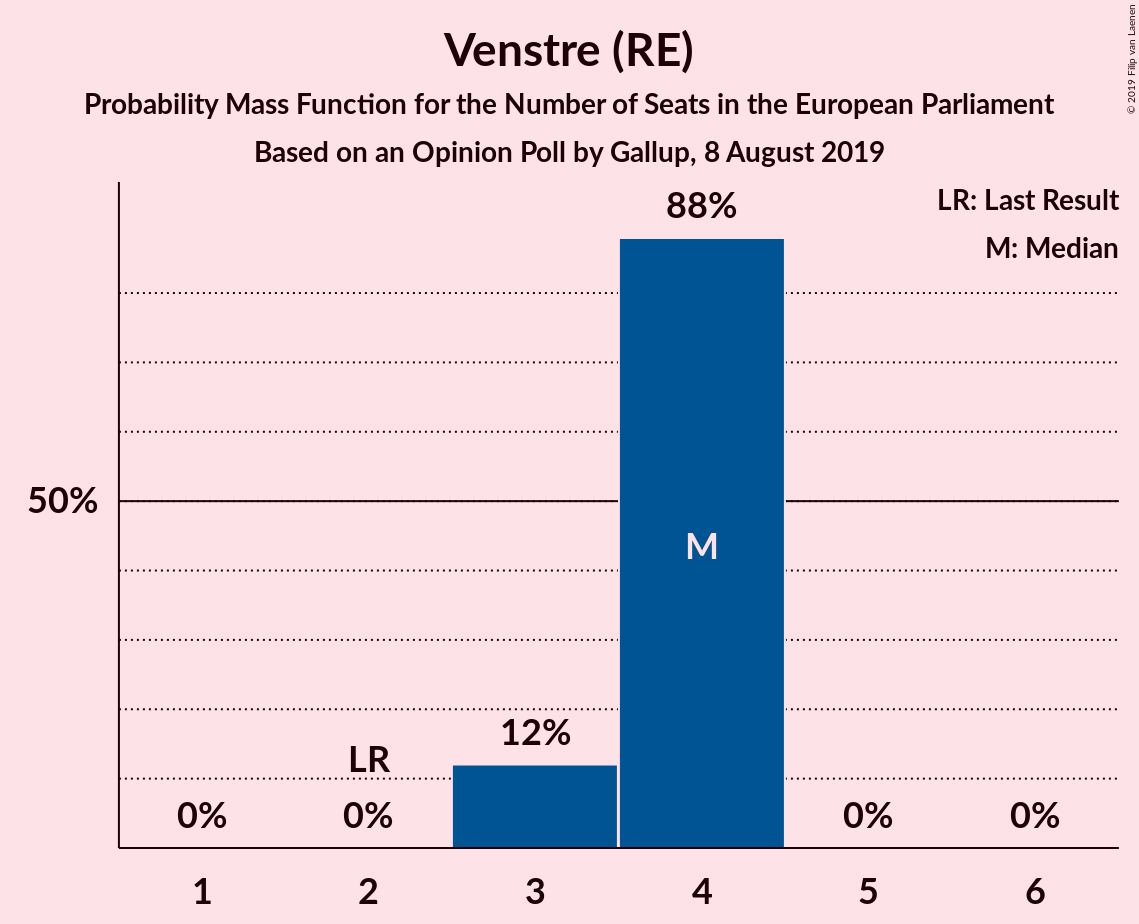 Venstre (RE)
Probability Mass Function for the Number of Seats in the European Parliament
Based on an Opinion Poll by Gallup, 8 August 2019
© 2019 Filip van Laenen
LR: Last Result
M: Median
88%
50%
M
12%
LR
0%
0%
0%
0%
1 2 3 4 5 6